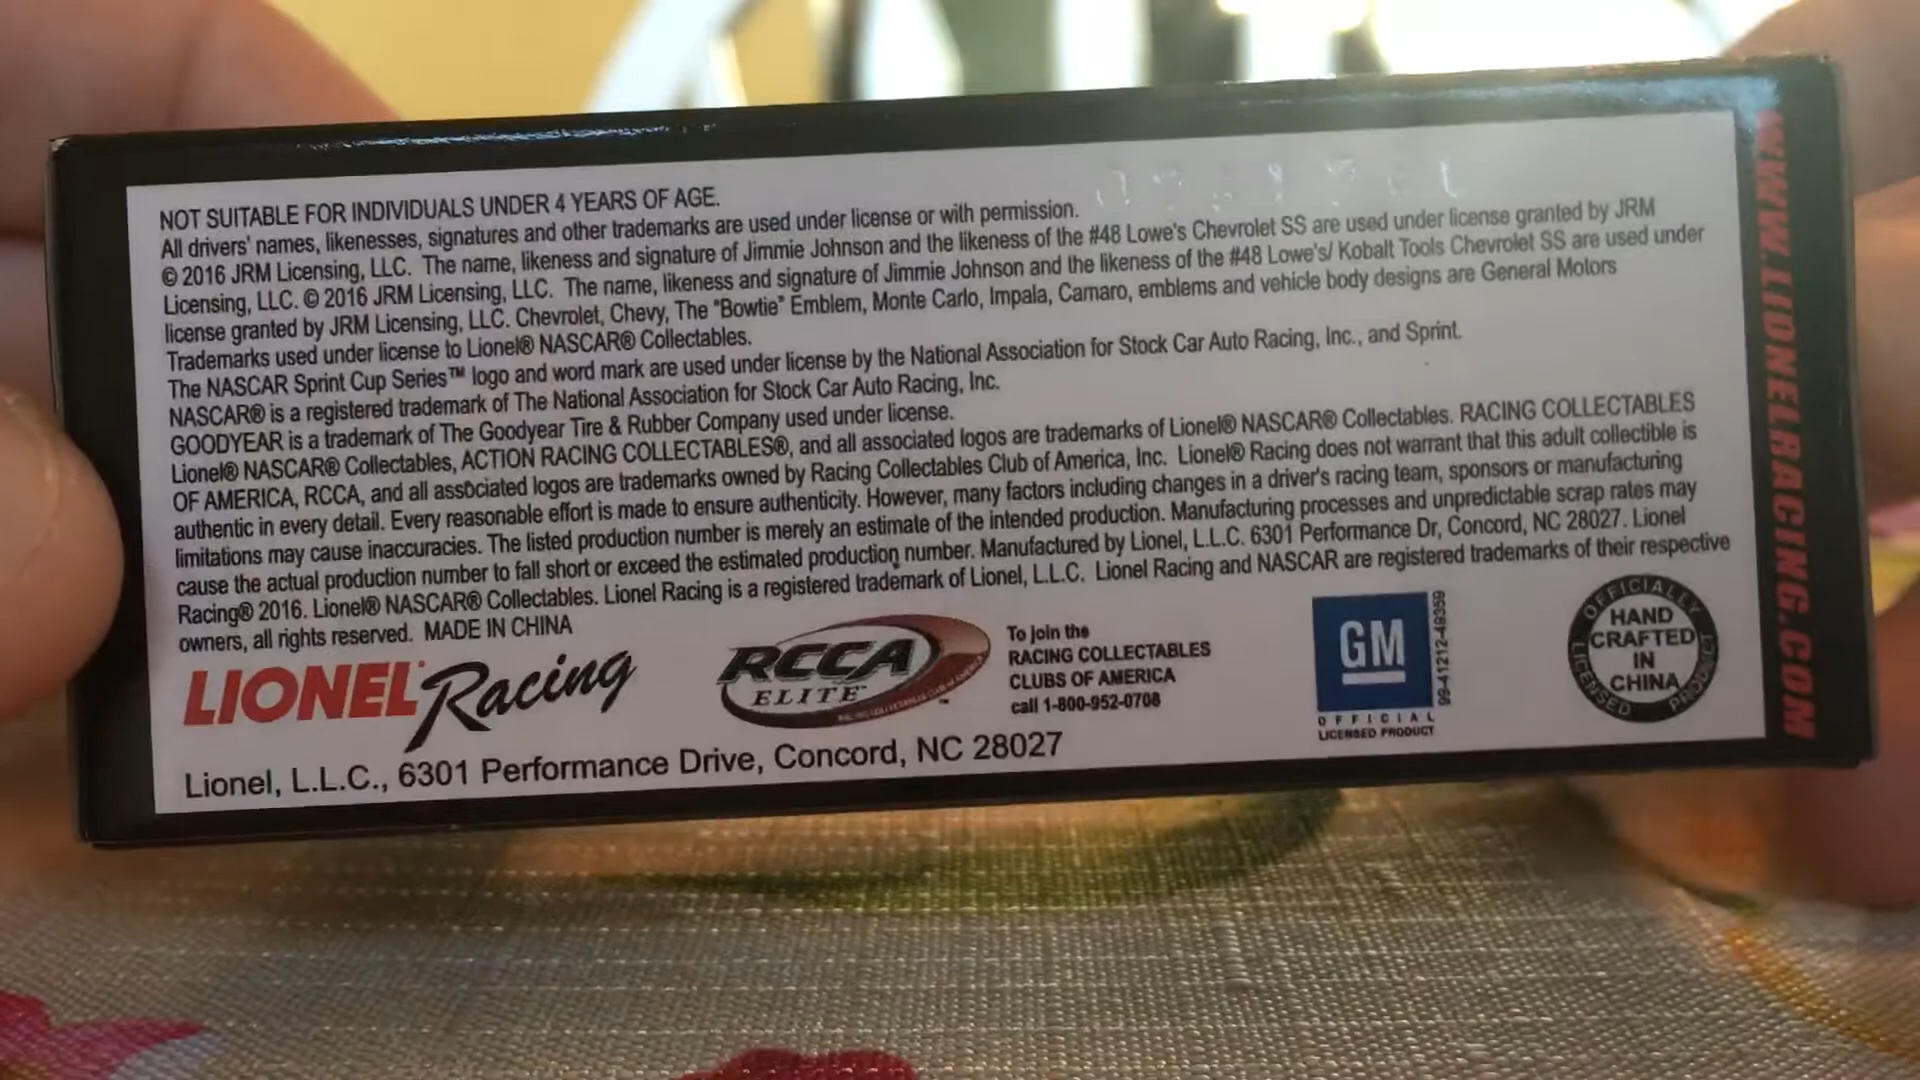 NOT SUITABLE FOR INDIVIDUALS UNDER 4 YEARS OF AGE.
All drivers' names, likenesses, signatures and other trademarks are used under license or with permission.
© 2016 JRM Licensing, LLC. The name, likeness and signature of Jimmie Johnson and the likeness of the #48 Lowe's Chevrolet SS are used under license granted by JRM
Licensing, LLC. © 2016 JRM Licensing, LLC. The name, likeness and signature of Jimmie Johnson and the likeness of the #48 Lowe's/ Kobalt Tools Chevrolet SS are used under
license granted by JRM Licensing, LLC. Chevrolet, Chevy, The "Bowtie" Emblem, Monte Carlo, Impala, Camaro, emblems and vehicle body designs are General Motors
Trademarks used under license to Lionel® NASCAR® Collectables.
The NASCAR Sprint Cup Series™ logo and word mark are used under license by the National Association for Stock Car Auto Racing, Inc., and Sprint.
NASCAR® is a registered trademark of The National Association for Stock Car Auto Racing, Inc.
GOODYEAR is a trademark of The Goodyear Tire & Rubber Company used under license.
Lionel® NASCAR® Collectables, ACTION RACING COLLECTABLES®, and all associated logos are trademarks of Lionel® NASCAR® Collectables. RACING COLLECTABLES
OF AMERICA, RCCA, and all associated logos are trademarks owned by Racing Collectables Club of America, Inc. Lionel® Racing does not warrant that this adult collectible is
authentic in every detail. Every reasonable effort is made to ensure authenticity. However, many factors including changes in a driver's racing team, sponsors or manufacturing
limitations may cause inaccuracies. The listed production number is merely an estimate of the intended production. Manufacturing processes and unpredictable scrap rates may
cause the actual production number to fall short or exceed the estimated production number. Manufactured by Lionel, L.L.C. 6301 Performance Dr, Concord, NC 28027. Lionel
Racing® 2016. Lionel® NASCAR® Collectables. Lionel Racing is a registered trademark of Lionel, L.L.C. Lionel Racing and NASCAR are registered trademarks of their respective
owners, all rights reserved. MADE IN CHINA
LIONEL Racing
RCCA
ELITE™
RACING COLLECTABLES CLUB OF AMERICA
To join the
RACING COLLECTABLES
CLUBS OF AMERICA
call 1-800-952-0708
GM
OFFICIAL
LICENSED PRODUCT
99-41212-48359
OFFICIALLY LICENSED PRODUCT
HAND
CRAFTED
IN
CHINA
Lionel, L.L.C., 6301 Performance Drive, Concord, NC 28027
WWW.LIONELRACING.COM